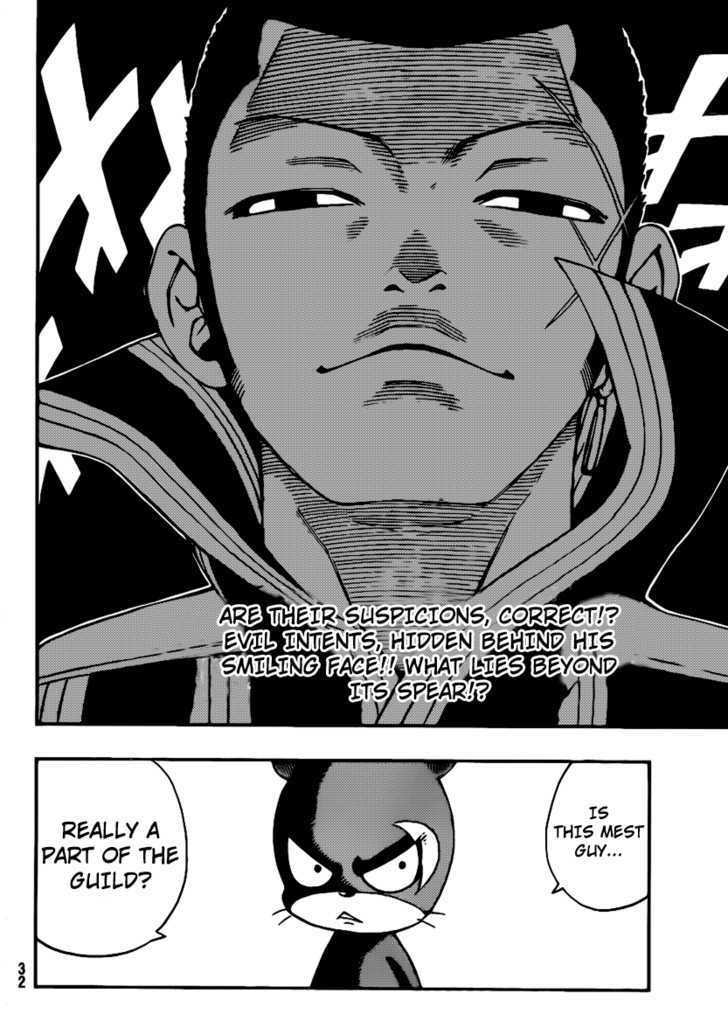 ARE THEIR SUSPICIONS, CORRECT!?
EVIL INTENTS, HIDDEN BEHIND HIS
SMILING FACE!! WHAT LIES BEYOND
ITS SPEAR!?
IS
THIS MEST
GUY...
REALLY A
PART OF THE
GUILD?
32